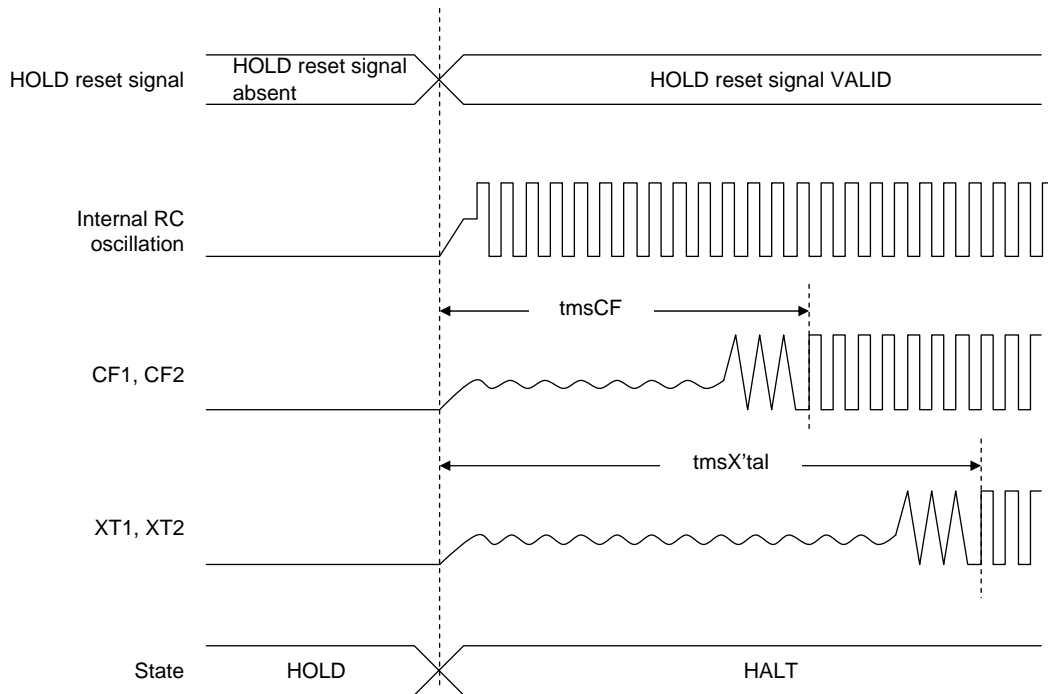 HOLD reset signal
HOLD reset signal
absent
HOLD reset signal VALID
Internal RC
oscillation
tmsCF
CF1, CF2
tmsX’tal
XT1, XT2
State
HOLD
HALT